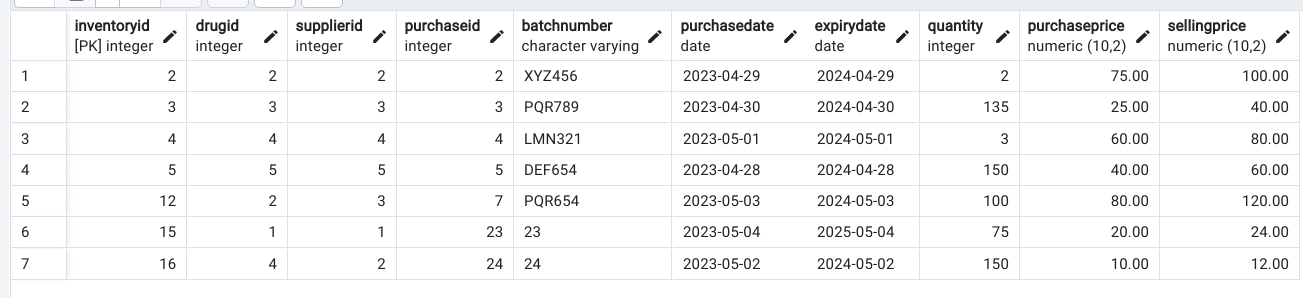 inventoryid drugid supplierid purchaseid batchnumber purchasedate expirydate quantity purchaseprice sellingprice
[PK] integer integer integer integer character varying date date integer numeric (10,2) numeric (10,2)
1 2 2 2 2 XYZ456 2023-04-29 2024-04-29 2 75.00 100.00
2 3 3 3 3 PQR789 2023-04-30 2024-04-30 135 25.00 40.00
3 4 4 4 4 LMN321 2023-05-01 2024-05-01 3 60.00 80.00
4 5 5 5 5 DEF654 2023-04-28 2024-04-28 150 40.00 60.00
5 12 2 3 7 PQR654 2023-05-03 2024-05-03 100 80.00 120.00
6 15 1 1 23 23 2023-05-04 2025-05-04 75 20.00 24.00
7 16 4 2 24 24 2023-05-02 2024-05-02 150 10.00 12.00